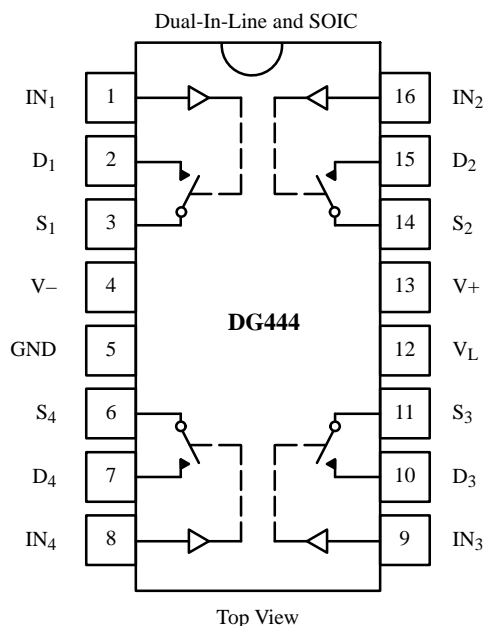 Dual-In-Line and SOIC
IN1 1 16 IN2
D1 2 15 D2
S1 3 14 S2
V– 4 13 V+
DG444
GND 5 12 VL
S4 6 11 S3
D4 7 10 D3
IN4 8 9 IN3
Top View